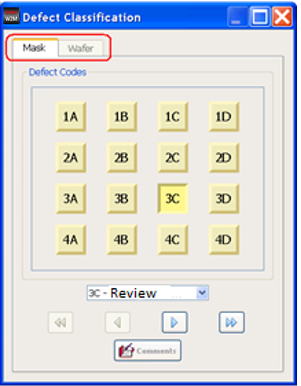 W2M Defect Classification
Mask Wafer
Defect Codes
1A 1B 1C 1D
2A 2B 2C 2D
3A 3B 3C 3D
4A 4B 4C 4D
3C - Review
Comments